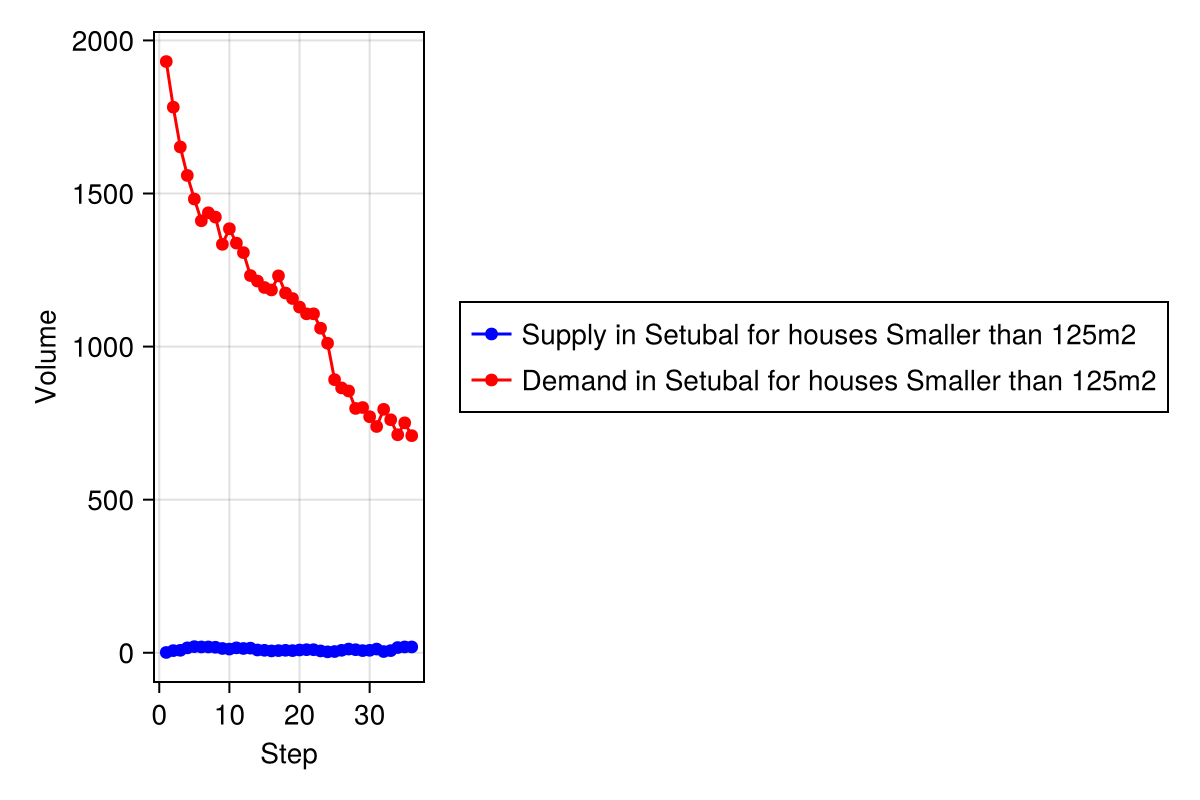 2000
1500
1000
500
0
Volume
0 10 20 30
Step
Supply in Setubal for houses Smaller than 125m2
Demand in Setubal for houses Smaller than 125m2